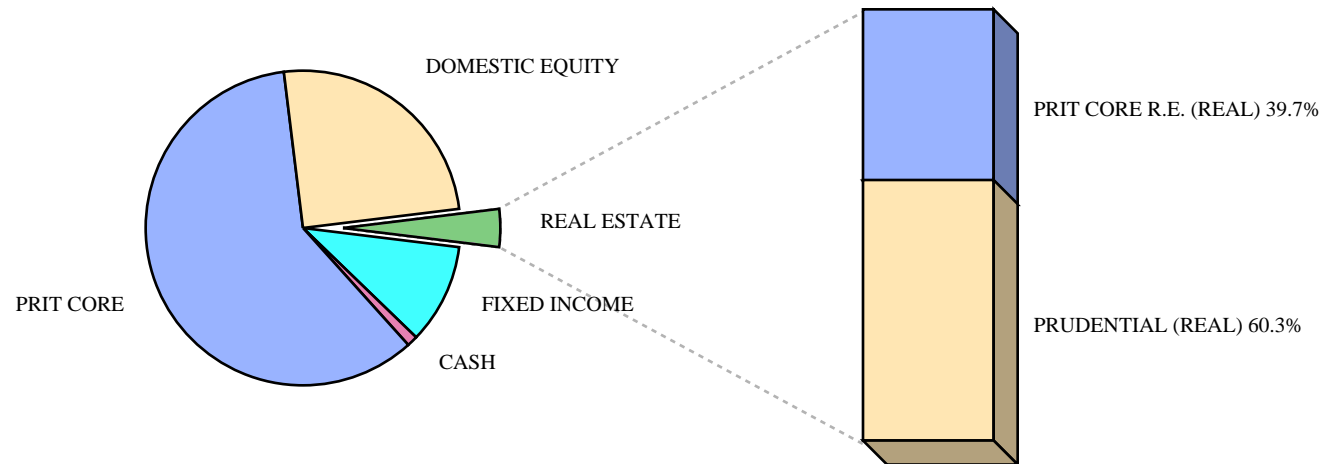 DOMESTIC EQUITY
PRIT CORE R.E. (REAL) 39.7%
REAL ESTATE
PRIT CORE
FIXED INCOME
PRUDENTIAL (REAL) 60.3%
CASH